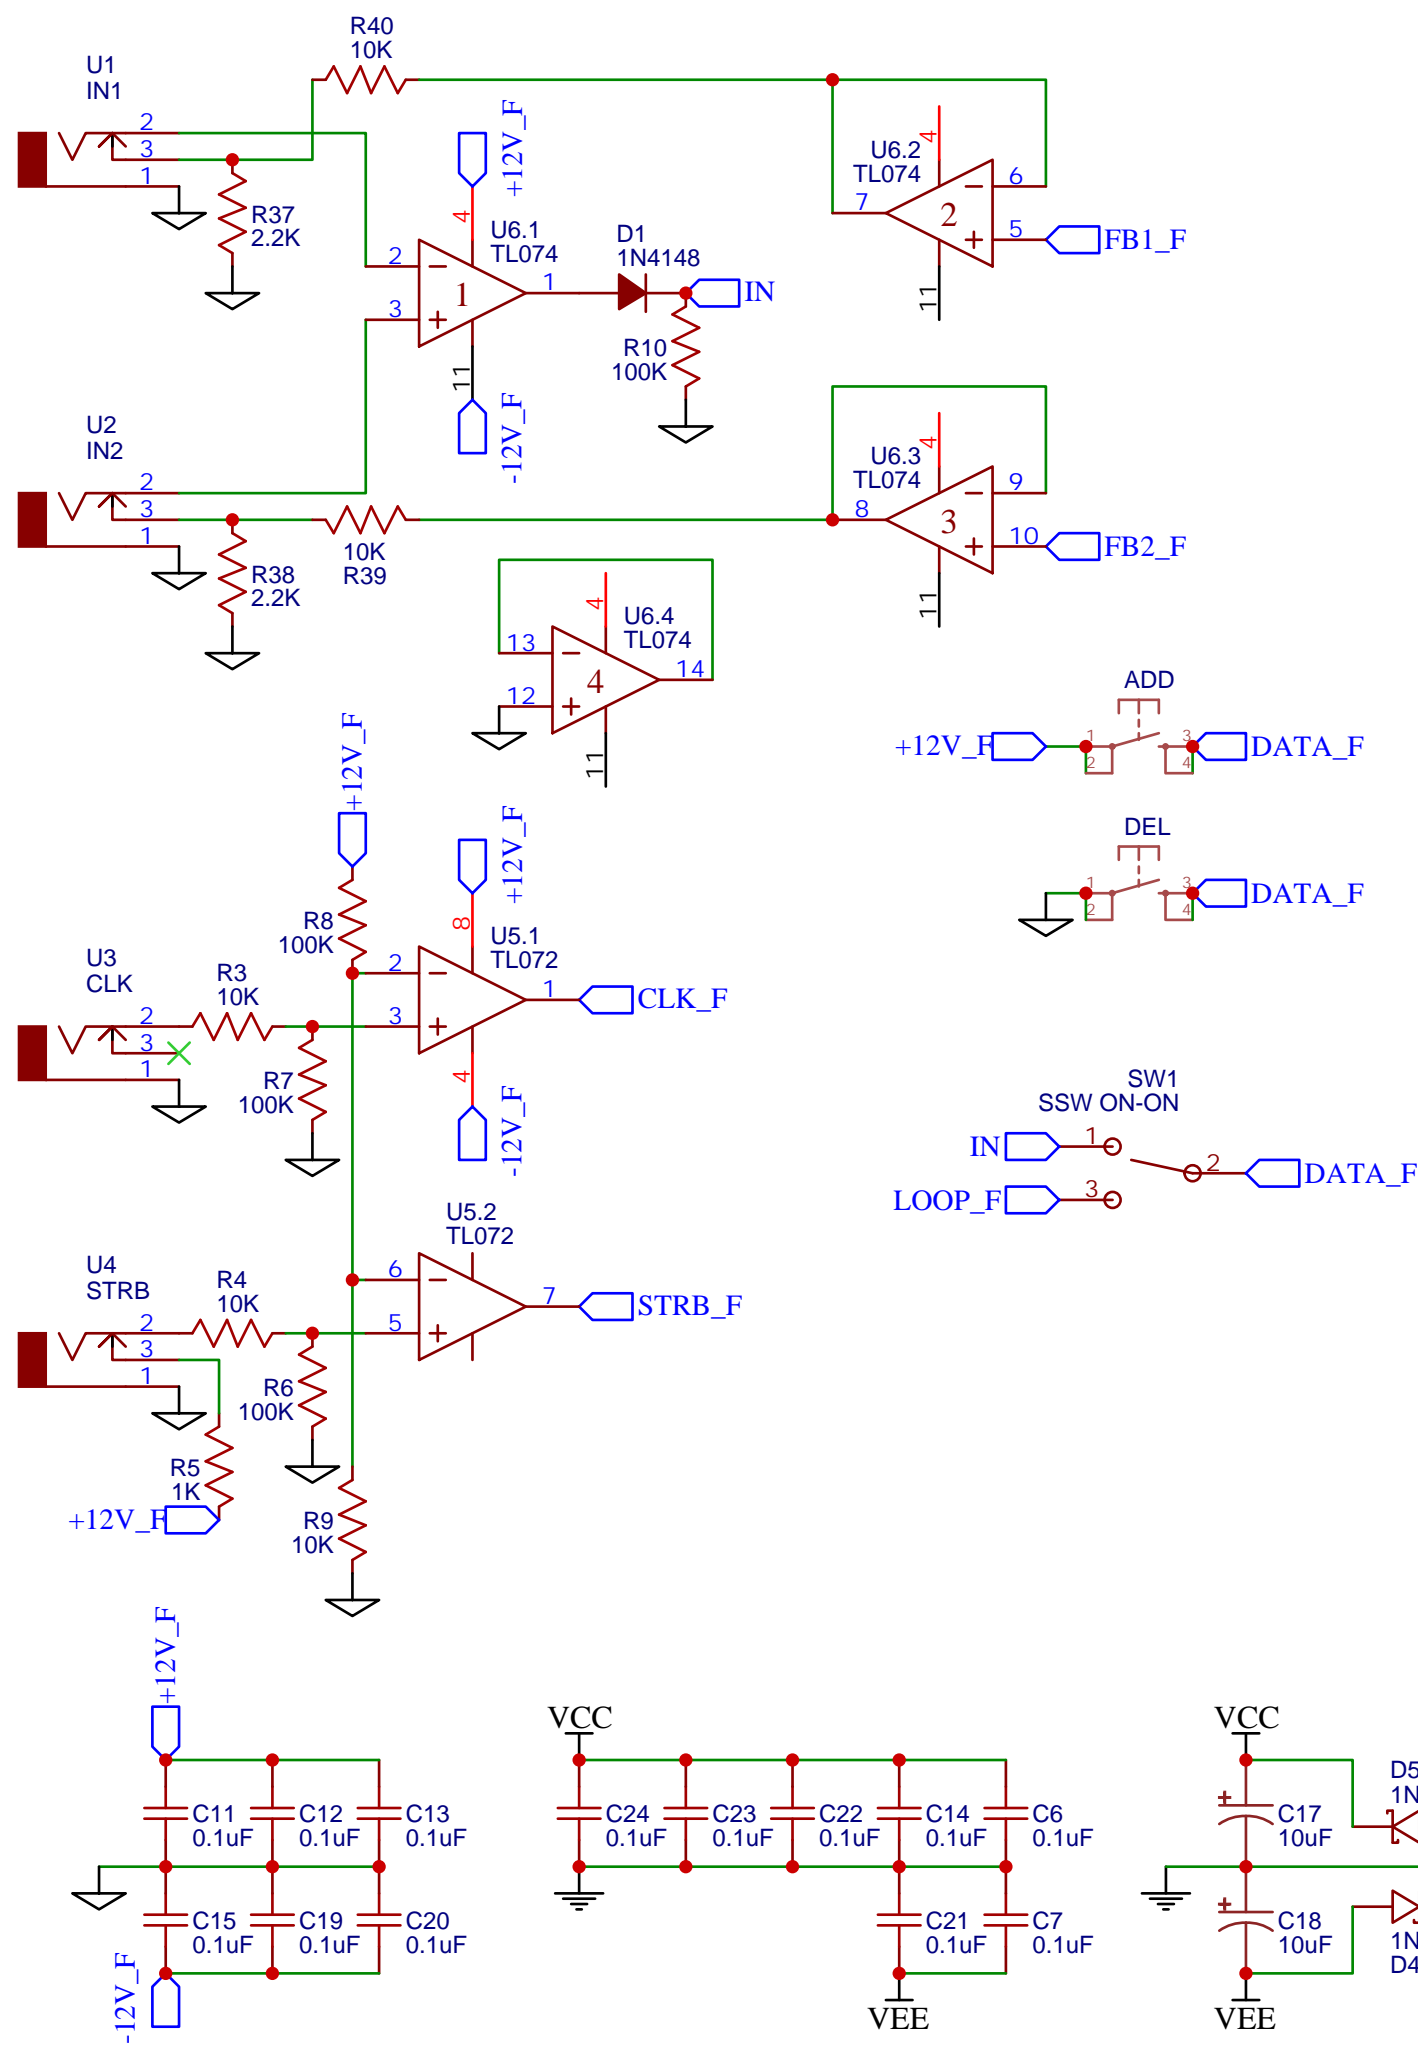 R40
10K
U1
IN1
2
3
1
R37
2.2K
+12V_F
4
U6.1
TL074
2
3
1
1
11
-12V_F
D1
1N4148
IN
R10
100K
4
U6.2
TL074
7
2
6
5
FB1_F
11
U2
IN2
2
3
1
R38
2.2K
10K
R39
4
U6.3
TL074
8
3
9
10
FB2_F
11
4
U6.4
TL074
13
12
4
14
11
ADD
+12V_F
1
2
3
4
DATA_F
DEL
1
2
3
4
DATA_F
+12V_F
R8
100K
+12V_F
8
U5.1
TL072
2
3
1
CLK_F
4
-12V_F
U3
CLK
2
3
1
R3
10K
R7
100K
SW1
SSW ON-ON
IN
1
2
DATA_F
LOOP_F
3
U5.2
TL072
6
5
7
STRB_F
U4
STRB
2
3
1
R4
10K
R6
100K
R5
1K
+12V_F
R9
10K
+12V_F
C11
0.1uF
C12
0.1uF
C13
0.1uF
C15
0.1uF
C19
0.1uF
C20
0.1uF
-12V_F
VCC
C24
0.1uF
C23
0.1uF
C22
0.1uF
C14
0.1uF
C6
0.1uF
C21
0.1uF
C7
0.1uF
VEE
VCC
+
C17
10uF
D5
1N
+
C18
10uF
1N
D4
VEE